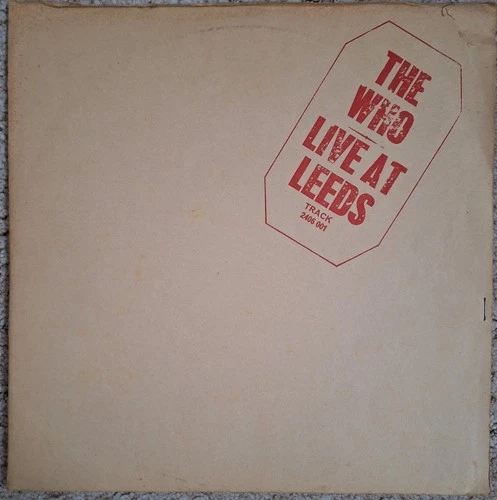 THE
WHO
LIVE AT
LEEDS
TRACK
2406 001